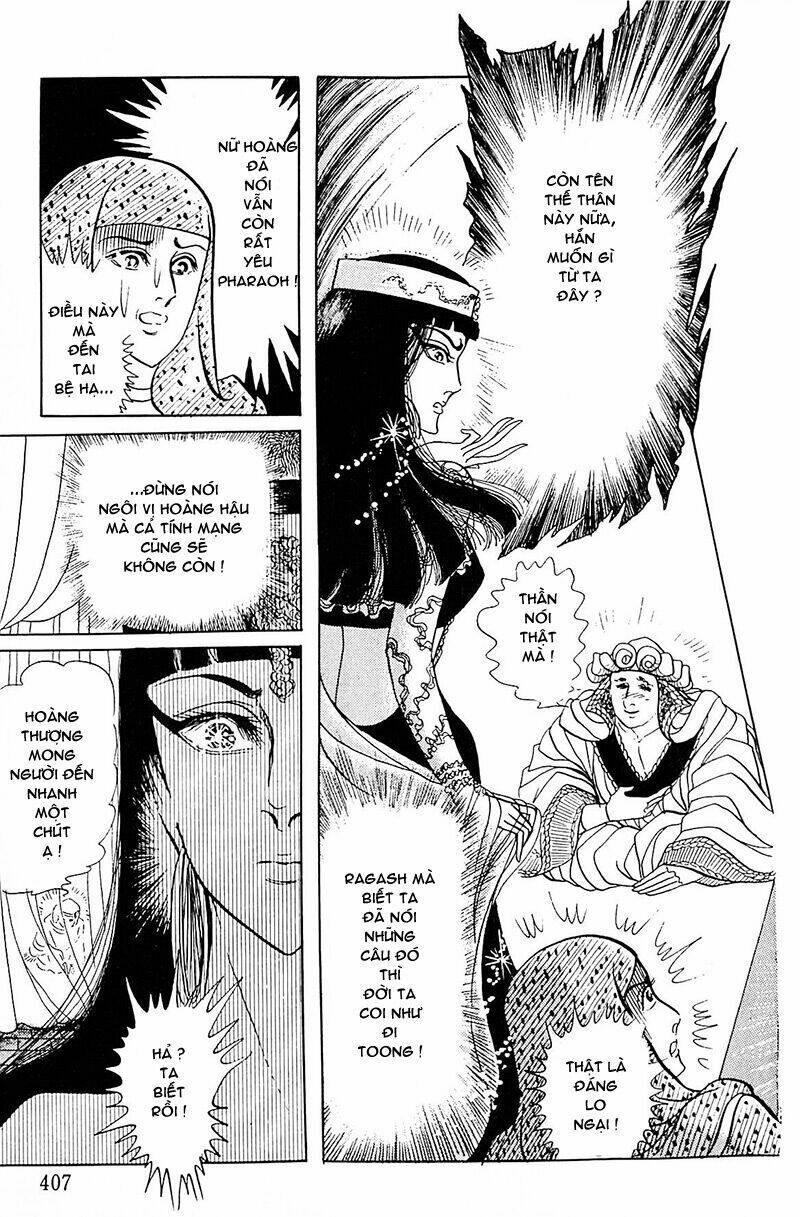 CÒN TÊN
THẾ THÂN
NÀY NỮA,
HẮN
MUỐN GÌ
TỪ TA
ĐÂY ?
THẦN
NÓI
THẬT
MÀ !
RAGASH MÀ
BIẾT TA
ĐÃ NÓI
NHỮNG
CÂU ĐÓ THÌ
ĐỜI TA
COI NHƯ
ĐI
TOONG !
THẬT LÀ
ĐÁNG
LO
NGẠI !
NỮ HOÀNG
ĐÃ
NÓI
VẪN
CÒN
RẤT
YÊU
PHARAOH !
ĐIỀU NÀY
MÀ
ĐẾN
TAI
BỆ HẠ...
...ĐỪNG NÓI
NGÔI VỊ HOÀNG HẬU
MÀ CẢ TÍNH MẠNG
CŨNG SẼ
KHÔNG CÒN !
HOÀNG
THƯỢNG
MONG
NGƯỜI ĐẾN
NHANH
MỘT
CHÚT
Ạ !
HẢ ?
TA
BIẾT
RỒI !
407